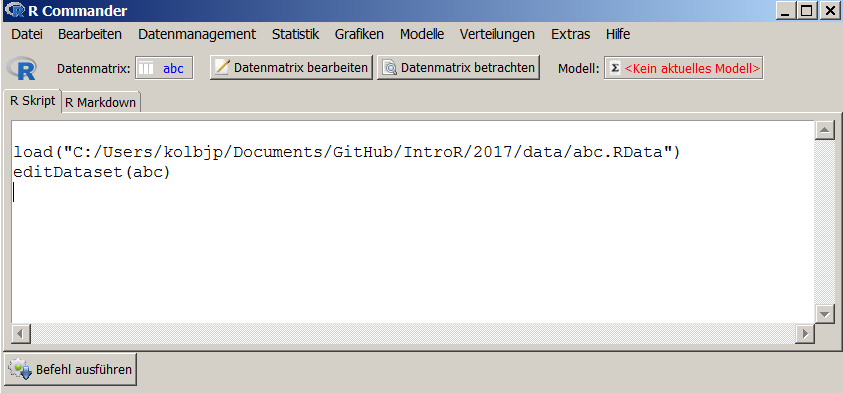 R Commander
Datei Bearbeiten Datenmanagement Statistik Grafiken Modelle Verteilungen Extras Hilfe
R Datenmatrix: abc Datenmatrix bearbeiten Datenmatrix betrachten Modell: Σ <Kein aktuelles Modell>
R Skript R Markdown
load("C:/Users/kolbjp/Documents/GitHub/IntroR/2017/data/abc.RData")
editDataset(abc)
Befehl ausführen